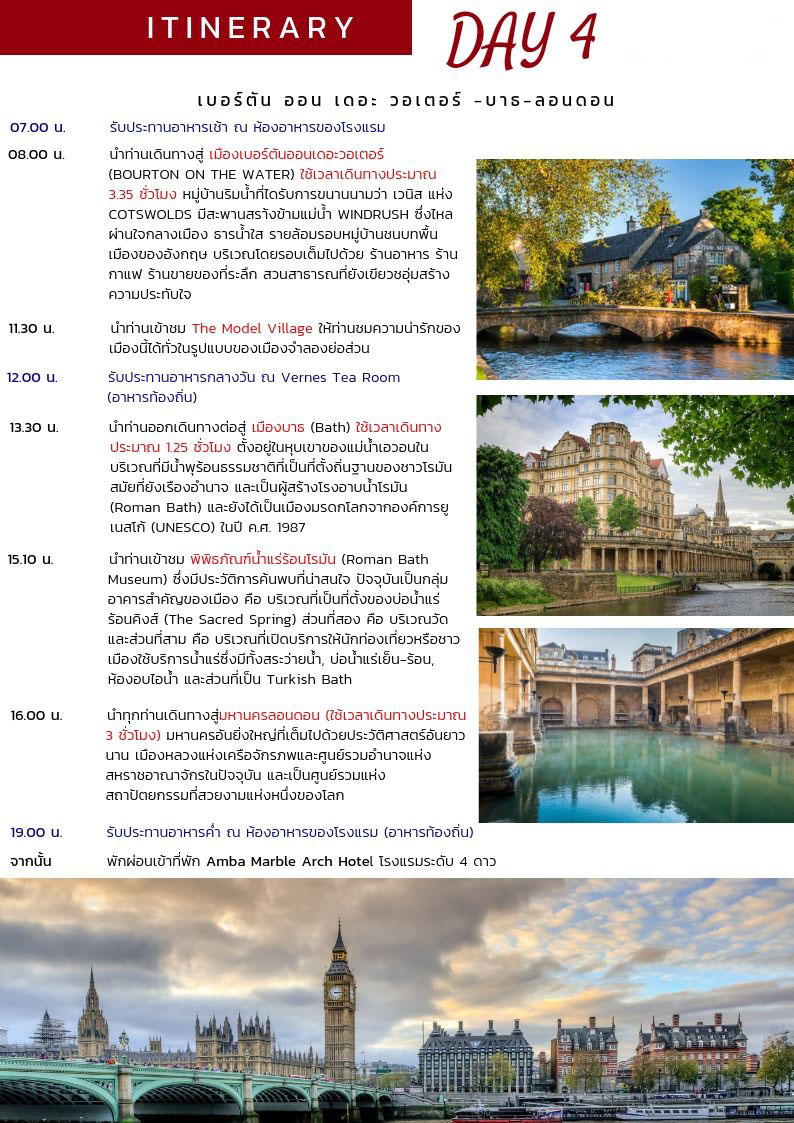 ITINERARY
DAY 4
เบอร์ตัน ออน เดอะ วอเตอร์ -บาธ-ลอนดอน
07.00 น. รับประทานอาหารเช้า ณ ห้องอาหารของโรงแรม
08.00 น. นำท่านเดินทางสู่ เมืองเบอร์ตันออนเดอะวอเตอร์
(BOURTON ON THE WATER) ใช้เวลาเดินทางประมาณ
3.35 ชั่วโมง หมู่บ้านริมน้ำที่ไดรับการขนานนามว่า เวนิส แห่ง
COTSWOLDS มีสะพานสรา้งข้ามแม่น้ำ WINDRUSH ซึ่งไหล
ผ่านใจกลางเมือง ธารน้ำใส รายล้อมรอบหมู่บ้านชนบทพื้น
เมืองของอังกฤษ บริเวณโดยรอบเต็มไปด้วย ร้านอาหาร ร้าน
กาแฟ ร้านขายของที่ระลึก สวนสาธารณที่ยังเขียวชอุ่มสร้าง
ความประทับใจ
11.30 น. นำท่านเข้าชม The Model Village ให้ท่านชมความน่ารักของ
เมืองนี้ได้ทั่วในรูปแบบของเมืองจำลองย่อส่วน
12.00 น. รับประทานอาหารกลางวัน ณ Vernes Tea Room
(อาหารท้องถิ่น)
13.30 น. นำท่านออกเดินทางต่อสู่ เมืองบาธ (Bath) ใช้เวลาเดินทาง
ประมาณ 1.25 ชั่วโมง ตั้งอยู่ในหุบเขาของแม่น้ำเอวอนใน
บริเวณที่มีน้ำพุร้อนธรรมชาติที่เป็นที่ตั้งถิ่นฐานของชาวโรมัน
สมัยที่ยังเรืองอำนาจ และเป็นผู้สร้างโรงอาบน้ำโรมัน
(Roman Bath) และยังได้เป็นเมืองมรดกโลกจากองค์การยู
เนสโก้ (UNESCO) ในปี ค.ศ. 1987
15.10 น. นำท่านเข้าชม พิพิธภัณฑ์น้ำแร่ร้อนโรมัน (Roman Bath
Museum) ซึ่งมีประวัติการค้นพบที่น่าสนใจ ปัจจุบันเป็นกลุ่ม
อาคารสำคัญของเมือง คือ บริเวณที่เป็นที่ตั้งของบ่อน้ำแร่
ร้อนคิงส์ (The Sacred Spring) ส่วนที่สอง คือ บริเวณวัด
และส่วนที่สาม คือ บริเวณที่เปิดบริการให้นักท่องเที่ยวหรือชาว
เมืองใช้บริการน้ำแร่ซึ่งมีทั้งสระว่ายน้ำ, บ่อน้ำแร่เย็น-ร้อน,
ห้องอบไอน้ำ และส่วนที่เป็น Turkish Bath
16.00 น. นำทุกท่านเดินทางสู่มหานครลอนดอน (ใช้เวลาเดินทางประมาณ
3 ชั่วโมง) มหานครอันยิ่งใหญ่ที่เต็มไปด้วยประวัติศาสตร์อันยาว
นาน เมืองหลวงแห่งเครือจักรภพและศูนย์รวมอำนาจแห่ง
สหราชอาณาจักรในปัจจุบัน และเป็นศูนย์รวมแห่ง
สถาปัตยกรรมที่สวยงามแห่งหนึ่งของโลก
19.00 น. รับประทานอาหารค่ำ ณ ห้องอาหารของโรงแรม (อาหารท้องถิ่น)
จากนั้น พักผ่อนเข้าที่พัก Amba Marble Arch Hotel โรงแรมระดับ 4 ดาว
MOTOR MUSEUM